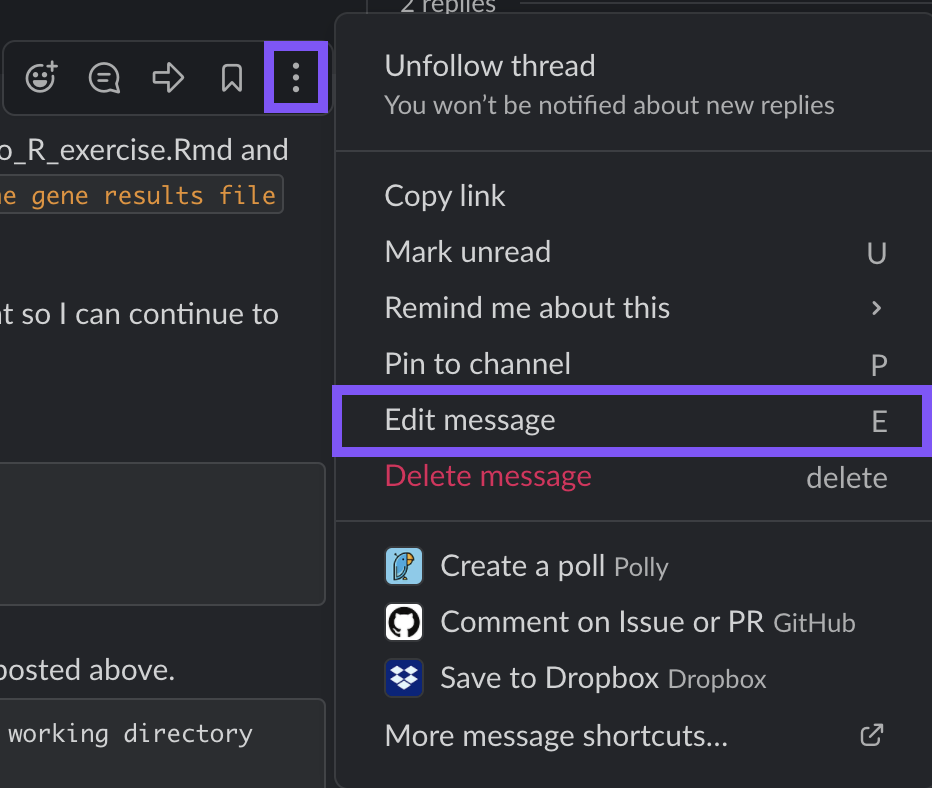 2 replies
o_R_exercise.Rmd and
e gene results file
t so I can continue to
posted above.
working directory
Unfollow thread
You won’t be notified about new replies
Copy link
Mark unread U
Remind me about this
Pin to channel P
Edit message E
Delete message delete
Create a poll Polly
Comment on Issue or PR GitHub
Save to Dropbox Dropbox
More message shortcuts...